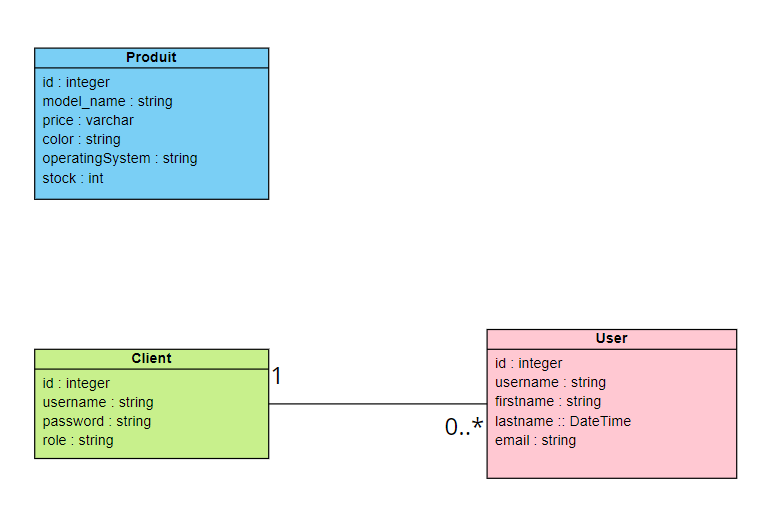 Produit
id : integer
model_name : string
price : varchar
color : string
operatingSystem : string
stock : int
Client
id : integer
username : string
password : string
role : string
1
0..*
User
id : integer
username : string
firstname : string
lastname :: DateTime
email : string